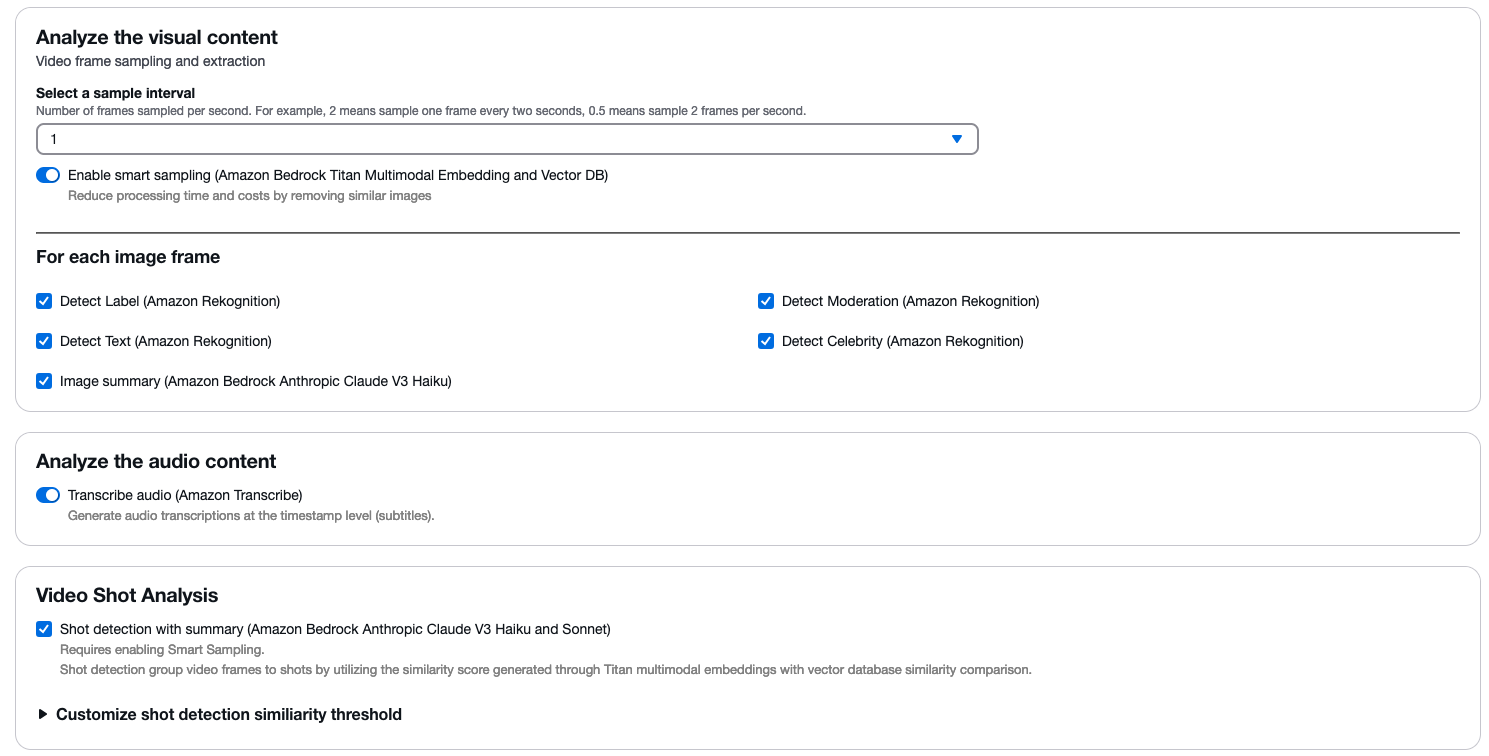 Analyze the visual content
Video frame sampling and extraction
Select a sample interval
Number of frames sampled per second. For example, 2 means sample one frame every two seconds, 0.5 means sample 2 frames per second.
1
Enable smart sampling (Amazon Bedrock Titan Multimodal Embedding and Vector DB)
Reduce processing time and costs by removing similar images
For each image frame
Detect Label (Amazon Rekognition)
Detect Moderation (Amazon Rekognition)
Detect Text (Amazon Rekognition)
Detect Celebrity (Amazon Rekognition)
Image summary (Amazon Bedrock Anthropic Claude V3 Haiku)
Analyze the audio content
Transcribe audio (Amazon Transcribe)
Generate audio transcriptions at the timestamp level (subtitles).
Video Shot Analysis
Shot detection with summary (Amazon Bedrock Anthropic Claude V3 Haiku and Sonnet)
Requires enabling Smart Sampling.
Shot detection group video frames to shots by utilizing the similarity score generated through Titan multimodal embeddings with vector database similarity comparison.
Customize shot detection similiarity threshold